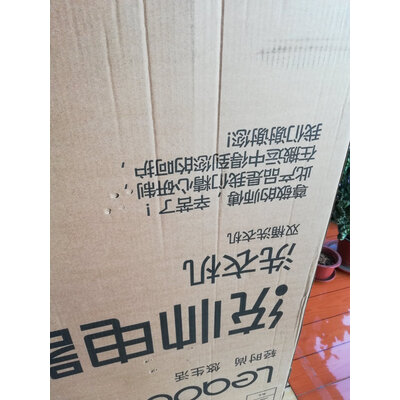 Leade
轻时尚 悠生活
统帅电器
洗衣机
双桶洗衣机
尊敬的师傅，辛苦了！
此产品是我们精心研制，
在搬运中得到您的呵护，
我们谢谢您！